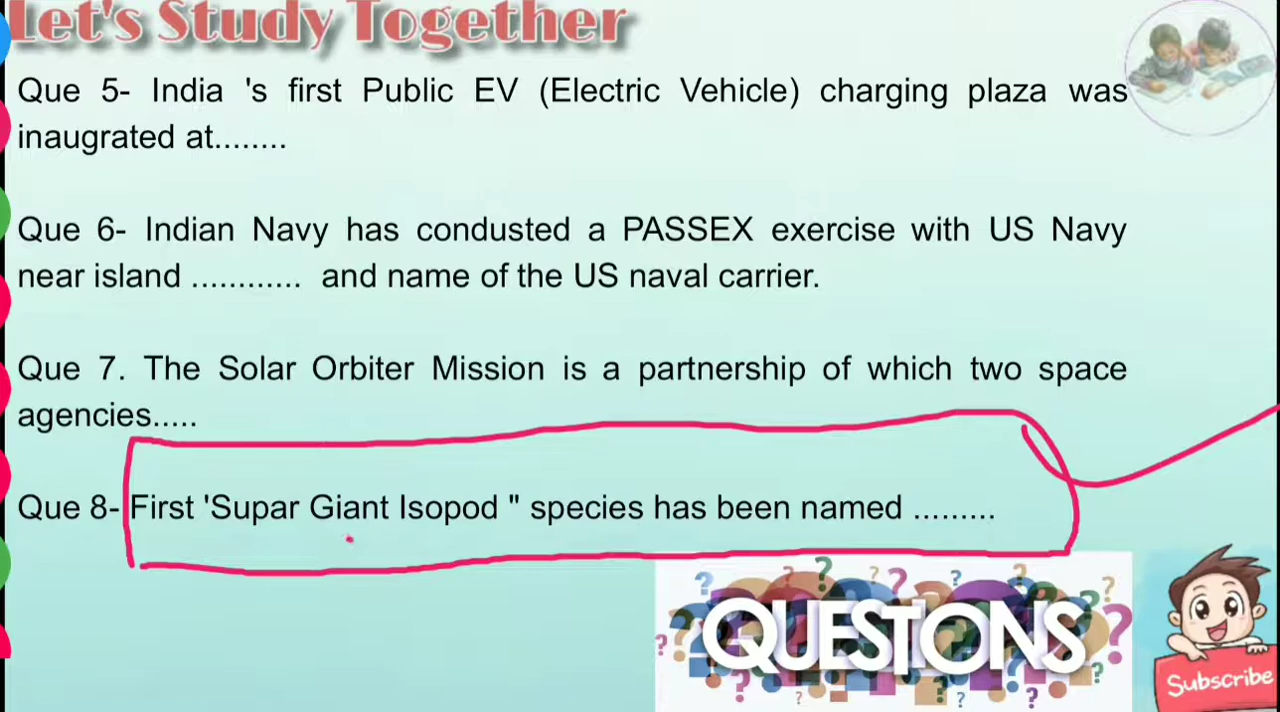 Let's Study Together
Que 5- India 's first Public EV (Electric Vehicle) charging plaza was
inaugrated at........
Que 6- Indian Navy has condusted a PASSEX exercise with US Navy
near island ............ and name of the US naval carrier.
Que 7. The Solar Orbiter Mission is a partnership of which two space
agencies.....
Que 8- First 'Supar Giant Isopod " species has been named .........
QUESTONS
Subscribe